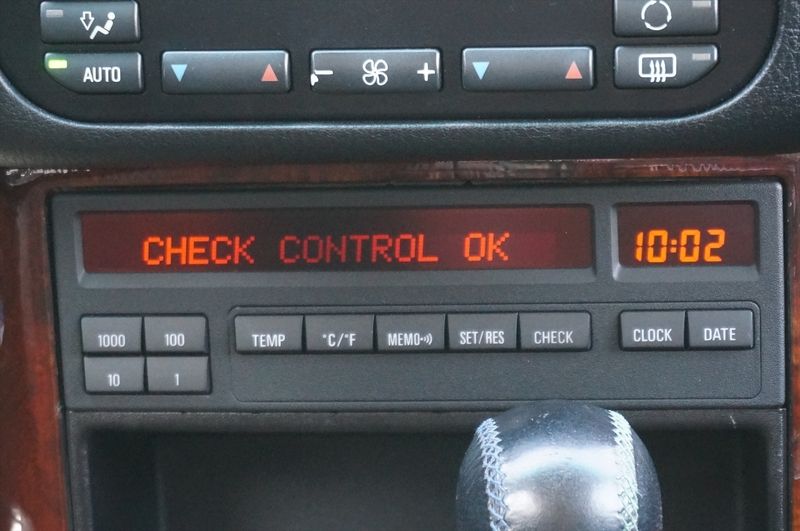 AUTO
- +
CHECK CONTROL OK 10:02
1000 100
10 1
TEMP °C/°F MEMO SET/RES CHECK CLOCK DATE